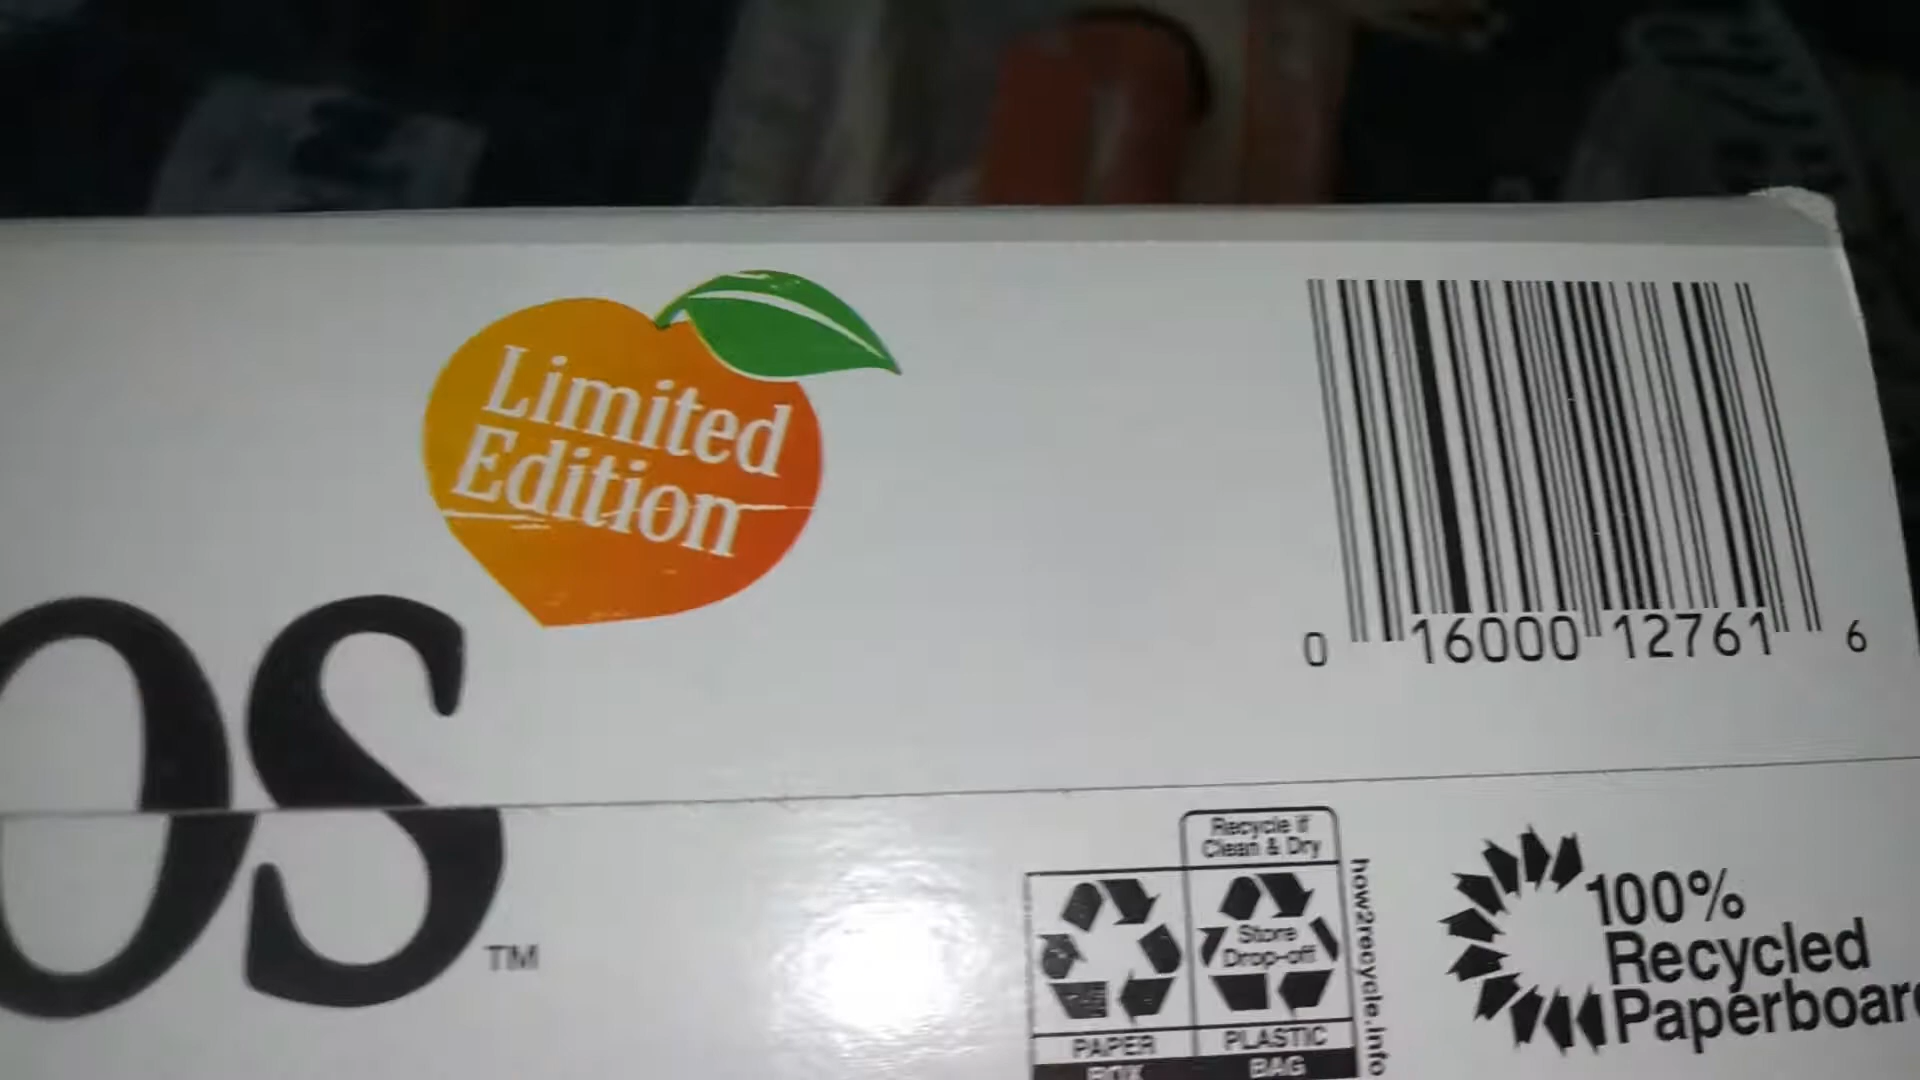 Limited
Edition
0 16000 12761 6
os
TM
Recycle if
Clean & Dry
Store
Drop-off
PAPER
BOX
PLASTIC
BAG
how2recycle.info
100%
Recycled
Paperboar